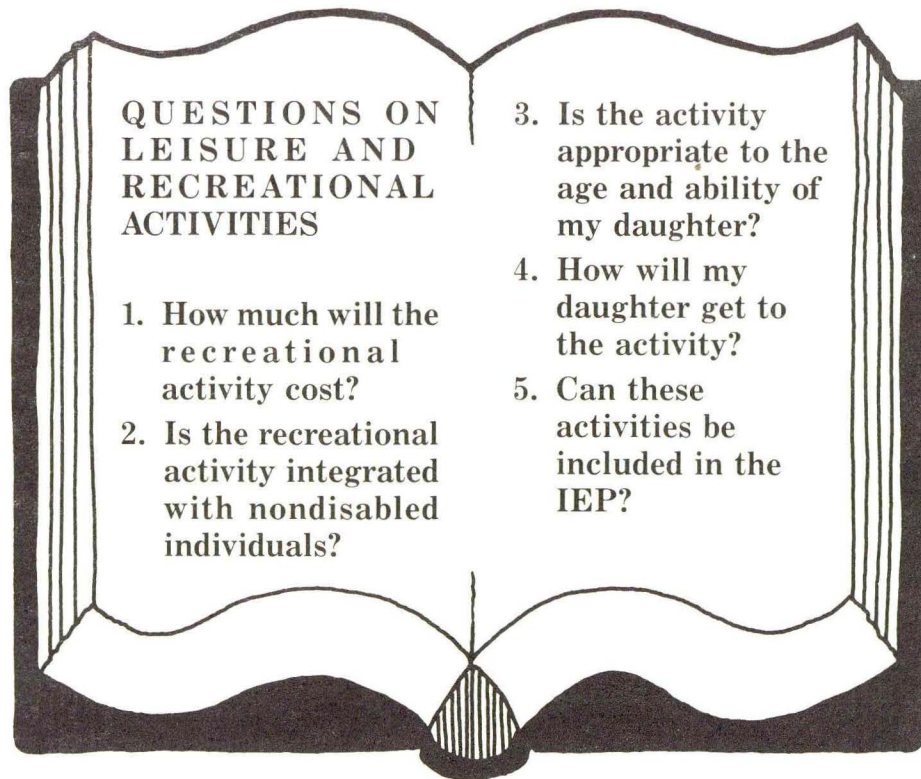 QUESTIONS ON
LEISURE AND
RECREATIONAL
ACTIVITIES
1. How much will the
recreational
activity cost?
2. Is the recreational
activity integrated
with nondisabled
individuals?
3. Is the activity
appropriate to the
age and ability of
my daughter?
4. How will my
daughter get to
the activity?
5. Can these
activities be
included in the
IEP?